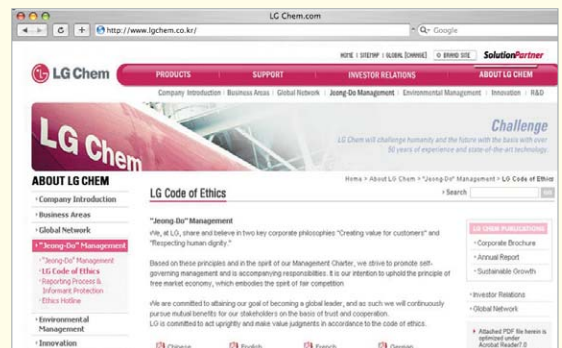 LG Chem.com
http://www.lgchem.co.kr/
Google
HOME | SITEMAP | GLOBAL [CHANGE] BRAND SITE SolutionPartner
LG Chem
PRODUCTS SUPPORT INVESTOR RELATIONS ABOUT LG CHEM
Company Introduction | Business Areas | Global Network | Jeong-Do Management | Environmental Management | Innovation | R&D
LG Chem
Challenge
LG Chem will challenge humanity and the future with the basis with over
50 years of experience and state-of-the-art technology.
ABOUT LG CHEM
Home > About LG Chem > "Jeong-Do" Management > LG Code of Ethics
LG Code of Ethics
Search
Company Introduction
Business Areas
Global Network
"Jeong-Do" Management
"Jeong-Do" Management
LG Code of Ethics
Reporting Process &
Informant Protection
Ethics Hotline
Environmental
Management
Innovation
"Jeong-Do" Management
We, at LG, share and believe in two key corporate philosophies "Creating value for customers" and
"Respecting human dignity."
Based on these principles and in the spirit of our Management Charter, we strive to promote self-
governing management and is accompanying responsibilities. It is our intention to uphold the principle of
free market economy, which embodies the spirit of fair competition
We are committed to attaining our goal of becoming a global leader, and as such we will continuously
pursue mutual benefits for our stakeholders on the basis of trust and cooperation.
LG is committed to act uprightly and make value judgments in accordance to the code of ethics.
Chinese English French German
LG CHEM PUBLICATIONS
Corporate Brochure
Annual Report
Sustainable Growth
Investor Relations
Global Network
Attached PDF file herein is
optimized under
Acrobat Reader7.0